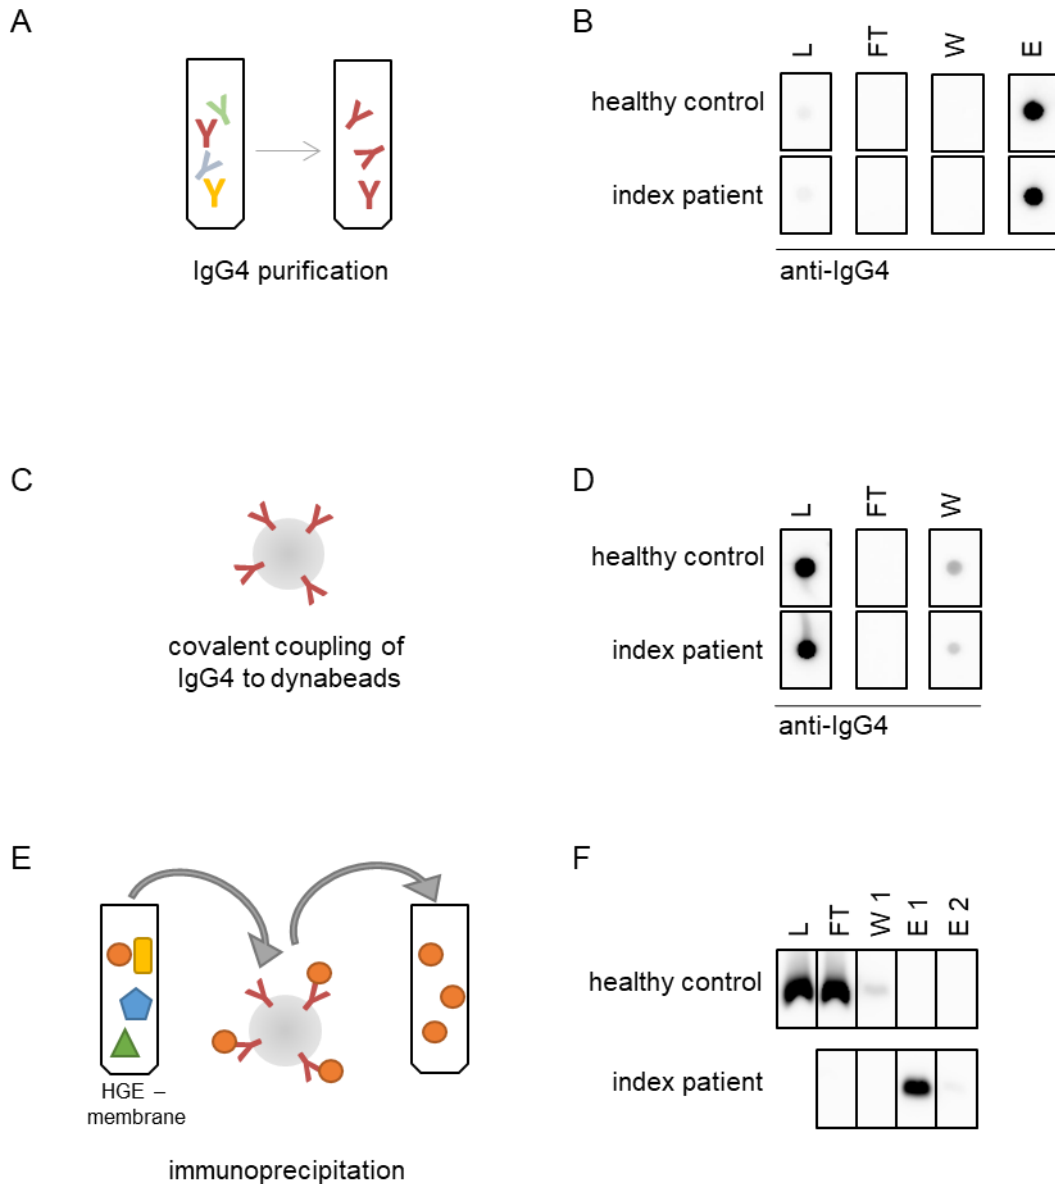 A
IgG4 purification
B
L FT W E
healthy control
index patient
anti-IgG4
C
covalent coupling of
IgG4 to dynabeads
D
L FT W
healthy control
index patient
anti-IgG4
E
HGE –
membrane
immunoprecipitation
F
L FT W 1 E 1 E 2
healthy control
index patient